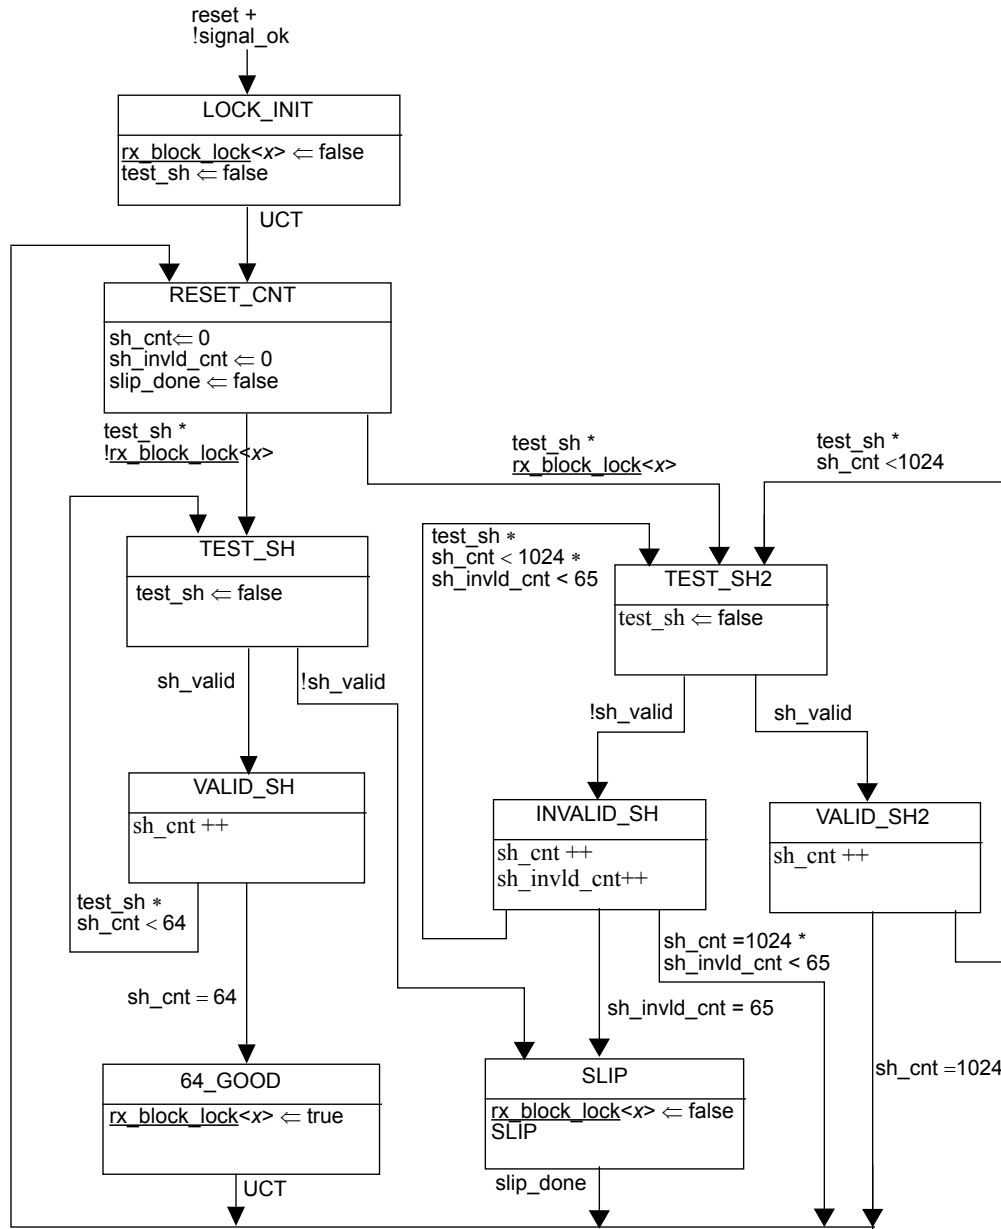 reset +
!signal_ok
LOCK_INIT
rx_block_lock<x> ⇐ false
test_sh ⇐ false
UCT
RESET_CNT
sh_cnt⇐ 0
sh_invld_cnt ⇐ 0
slip_done ⇐ false
test_sh *
!rx_block_lock<x>
test_sh *
rx_block_lock<x>
test_sh *
sh_cnt <1024
TEST_SH
test_sh ⇐ false
test_sh *
sh_cnt < 1024 *
sh_invld_cnt < 65
TEST_SH2
test_sh ⇐ false
sh_valid
!sh_valid
!sh_valid
sh_valid
VALID_SH
sh_cnt ++
INVALID_SH
sh_cnt ++
sh_invld_cnt++
VALID_SH2
sh_cnt ++
test_sh *
sh_cnt < 64
sh_cnt =1024 *
sh_invld_cnt < 65
sh_cnt = 64
sh_invld_cnt = 65
sh_cnt =1024
64_GOOD
rx_block_lock<x> ⇐ true
SLIP
rx_block_lock<x> ⇐ false
SLIP
UCT
slip_done